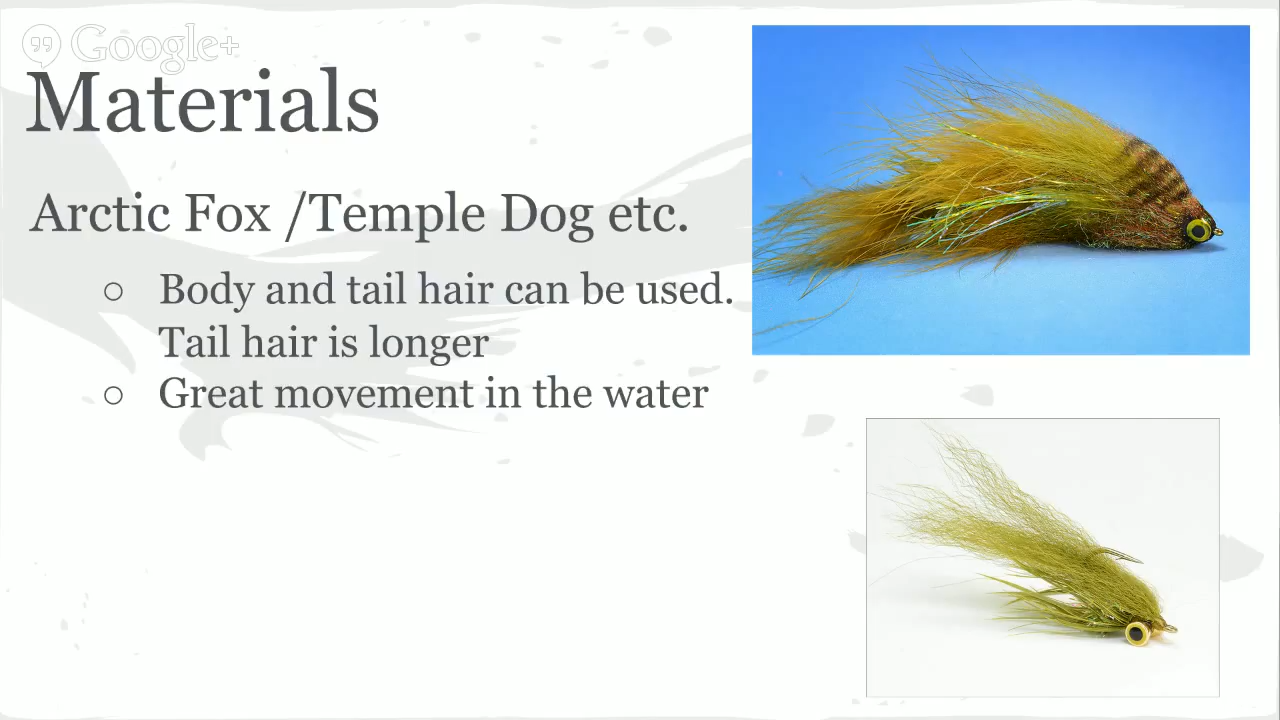 Google+
Materials
Arctic Fox /Temple Dog etc.
○ Body and tail hair can be used.
Tail hair is longer
○ Great movement in the water